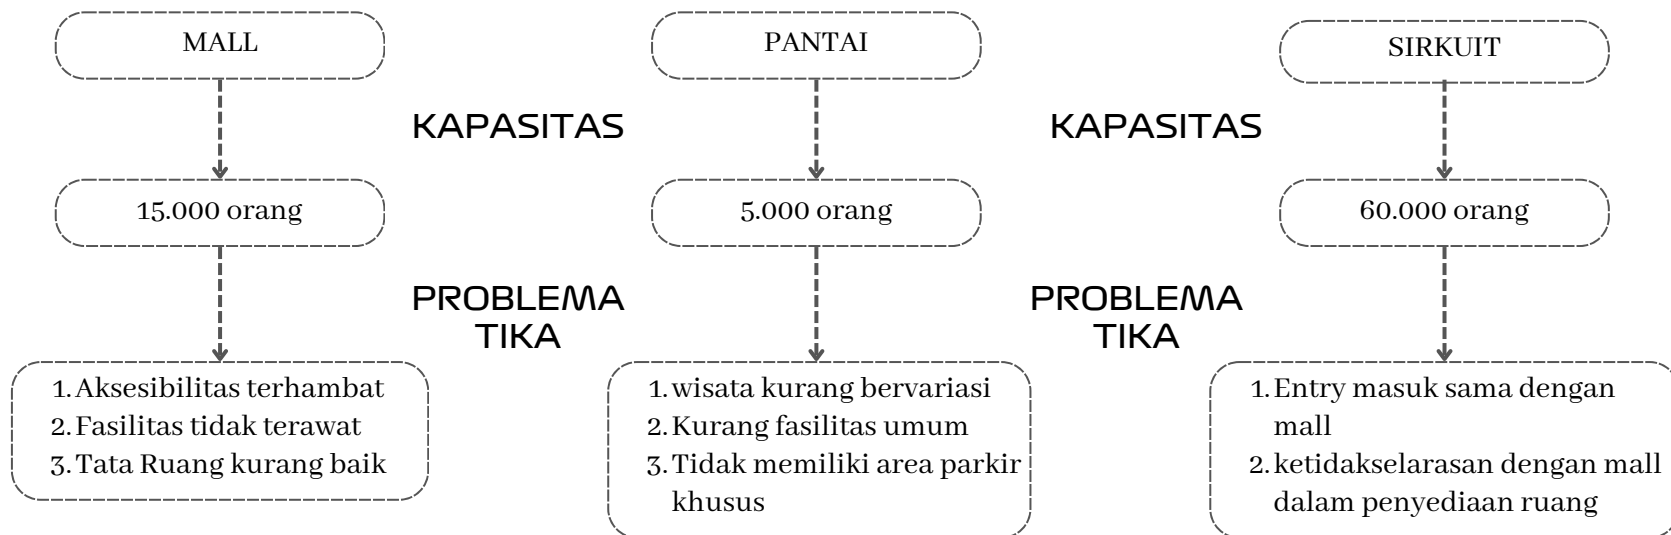 MALL
PANTAI
SIRKUIT
KAPASITAS
KAPASITAS
15.000 orang
5.000 orang
60.000 orang
PROBLEMA
TIKA
PROBLEMA
TIKA
1. Aksesibilitas terhambat
2. Fasilitas tidak terawat
3. Tata Ruang kurang baik
1. wisata kurang bervariasi
2. Kurang fasilitas umum
3. Tidak memiliki area parkir
khusus
1. Entry masuk sama dengan
mall
2. ketidakselarasan dengan mall
dalam penyediaan ruang